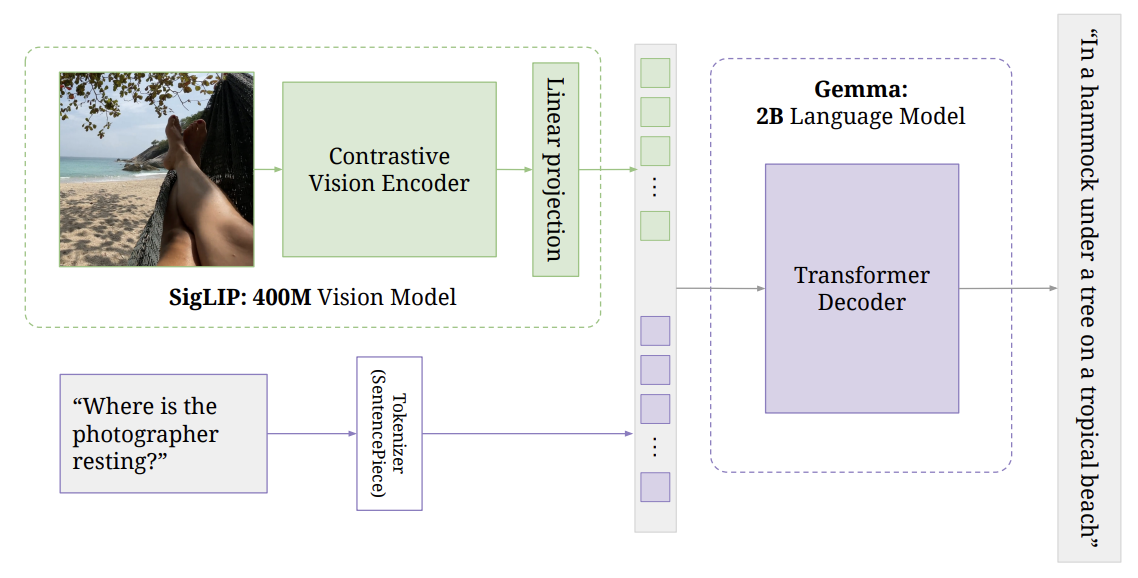 Contrastive
Vision Encoder
Linear projection
SigLIP: 400M Vision Model
“Where is the
photographer
resting?”
Tokenizer
(SentencePiece)
...
...
Gemma:
2B Language Model
Transformer
Decoder
“In a hammock under a tree on a tropical beach”